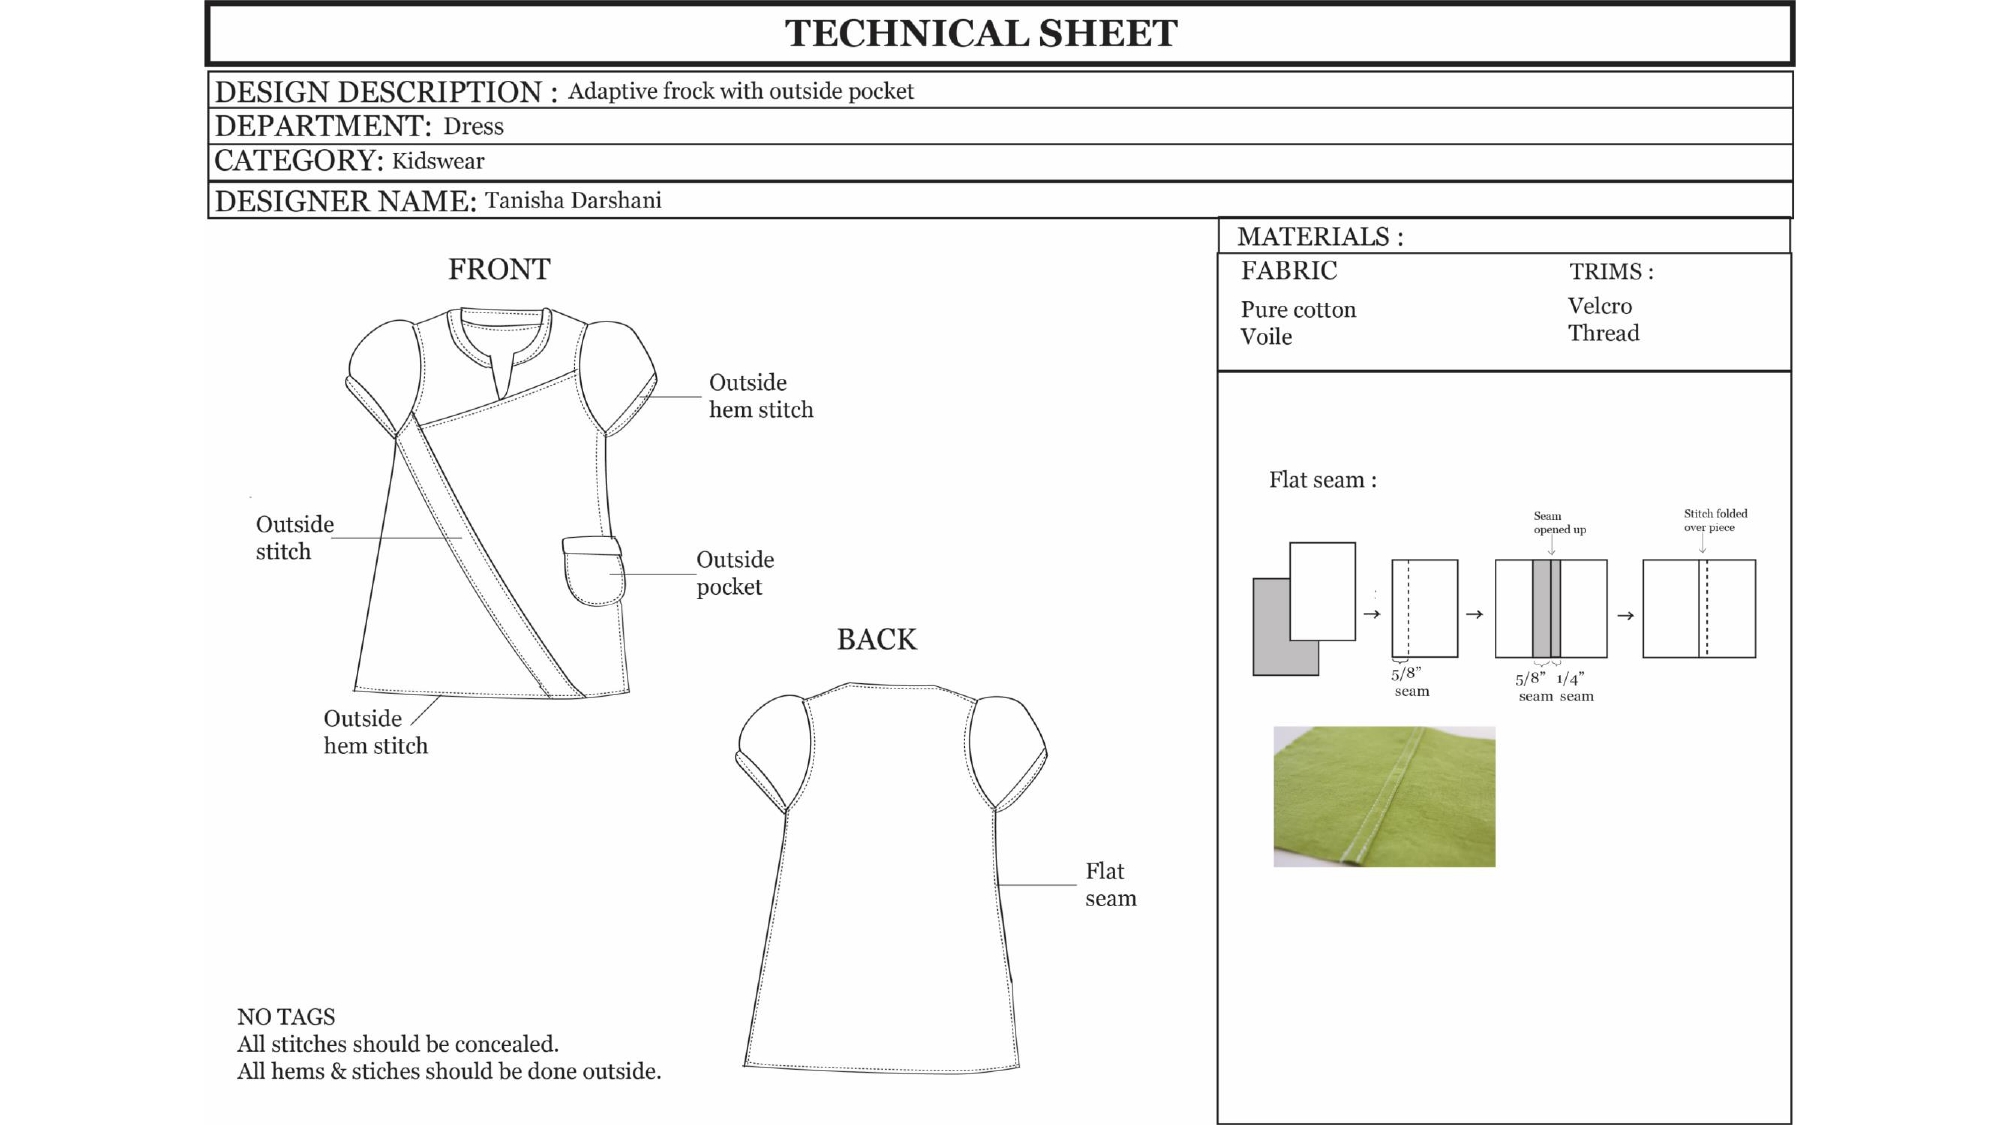 TECHNICAL SHEET
DESIGN DESCRIPTION : Adaptive frock with outside pocket
DEPARTMENT: Dress
CATEGORY: Kidswear
DESIGNER NAME: Tanisha Darshani
FRONT
Outside
hem stitch
Outside
stitch
Outside
pocket
Outside
hem stitch
BACK
Flat
seam
NO TAGS
All stitches should be concealed.
All hems & stiches should be done outside.
MATERIALS :
FABRIC
Pure cotton
Voile
TRIMS :
Velcro
Thread
Flat seam :
Seam
opened up
Stitch folded
over piece
5/8”
seam
5/8” 1/4”
seam seam